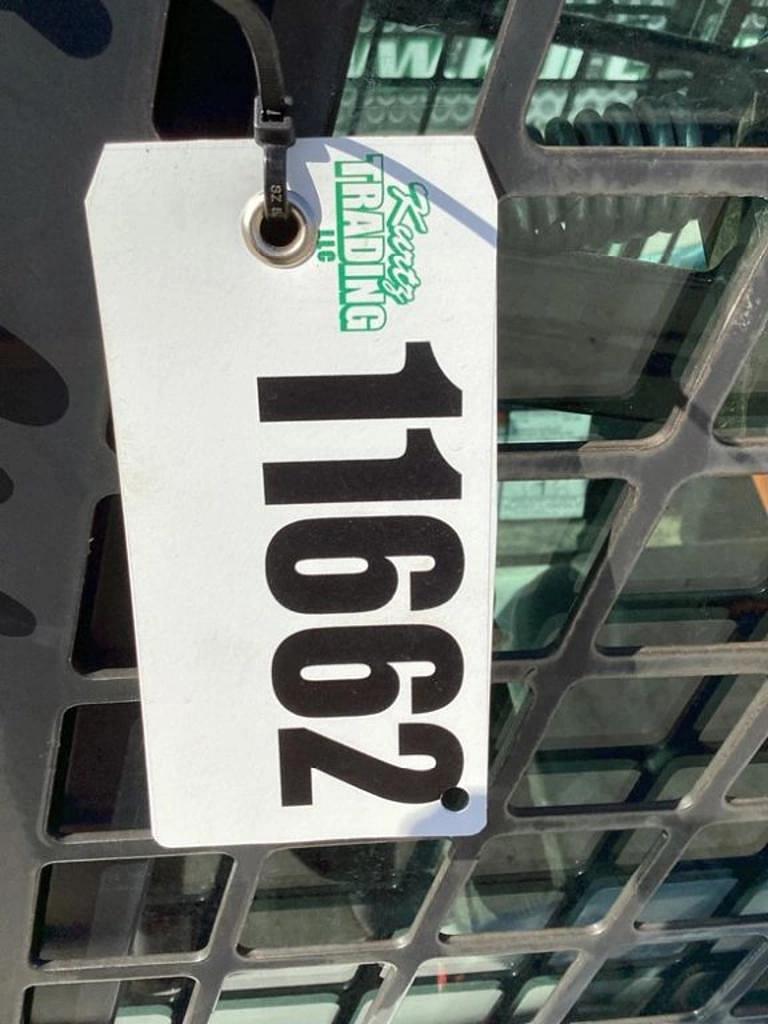 Kurtz
TRADING
LLC
11662